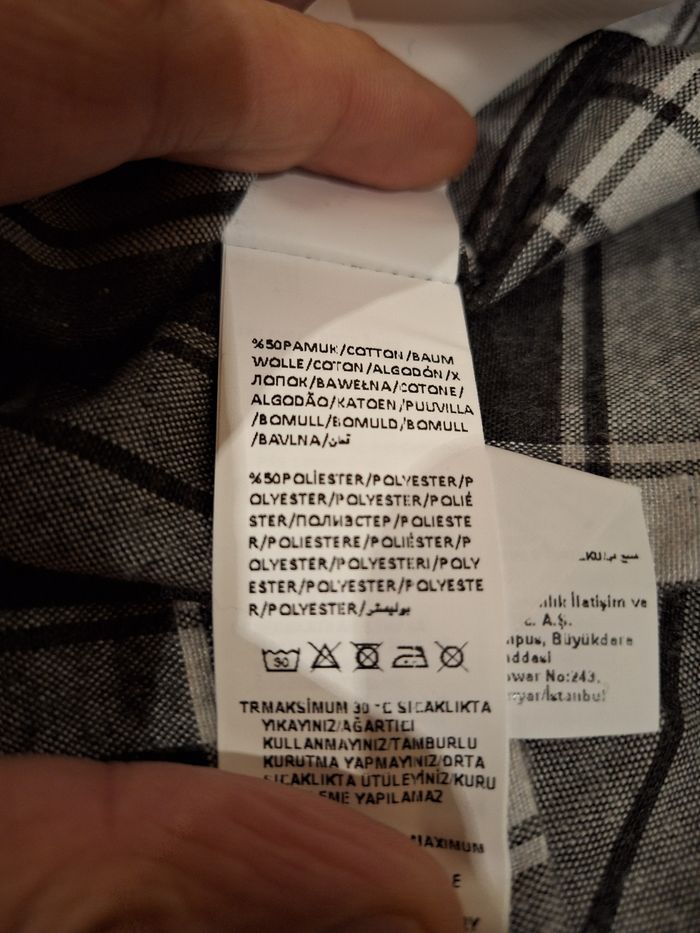 %50PAMUK/COTTON/BAUM
WOLLE/COTON/ALGODÓN/X
ЛОПОК/BAWEŁNA/COTONE/
ALGODÃO/KATOEN/PUUVILLA
/BOMULL/BOMULD/BOMULL
/BAVLNA/قطن
%50POLİESTER/POLYESTER/P
OLYESTER/POLYESTER/POLIÉ
STER/ПОЛИЭСТЕР/POLIESTE
R/POLIESTERE/POLIÉSTER/P
OLYESTER/POLYESTERI/POLY
ESTER/POLYESTER/POLYESTE
R/POLYESTER/بوليستر
30
TRMAKSİMUM 30 °C SICAKLIKTA
YIKAYINIZ/AĞARTICI
KULLANMAYINIZ/TAMBURLU
KURUTMA YAPMAYINIZ/ORTA
SICAKLIKTA ÜTÜLEYİNİZ/KURU
YAPILAMAZ
MAXIMUM
İletişim ve
A.Ş.
Büyükdere
No:243,
/İstanbul